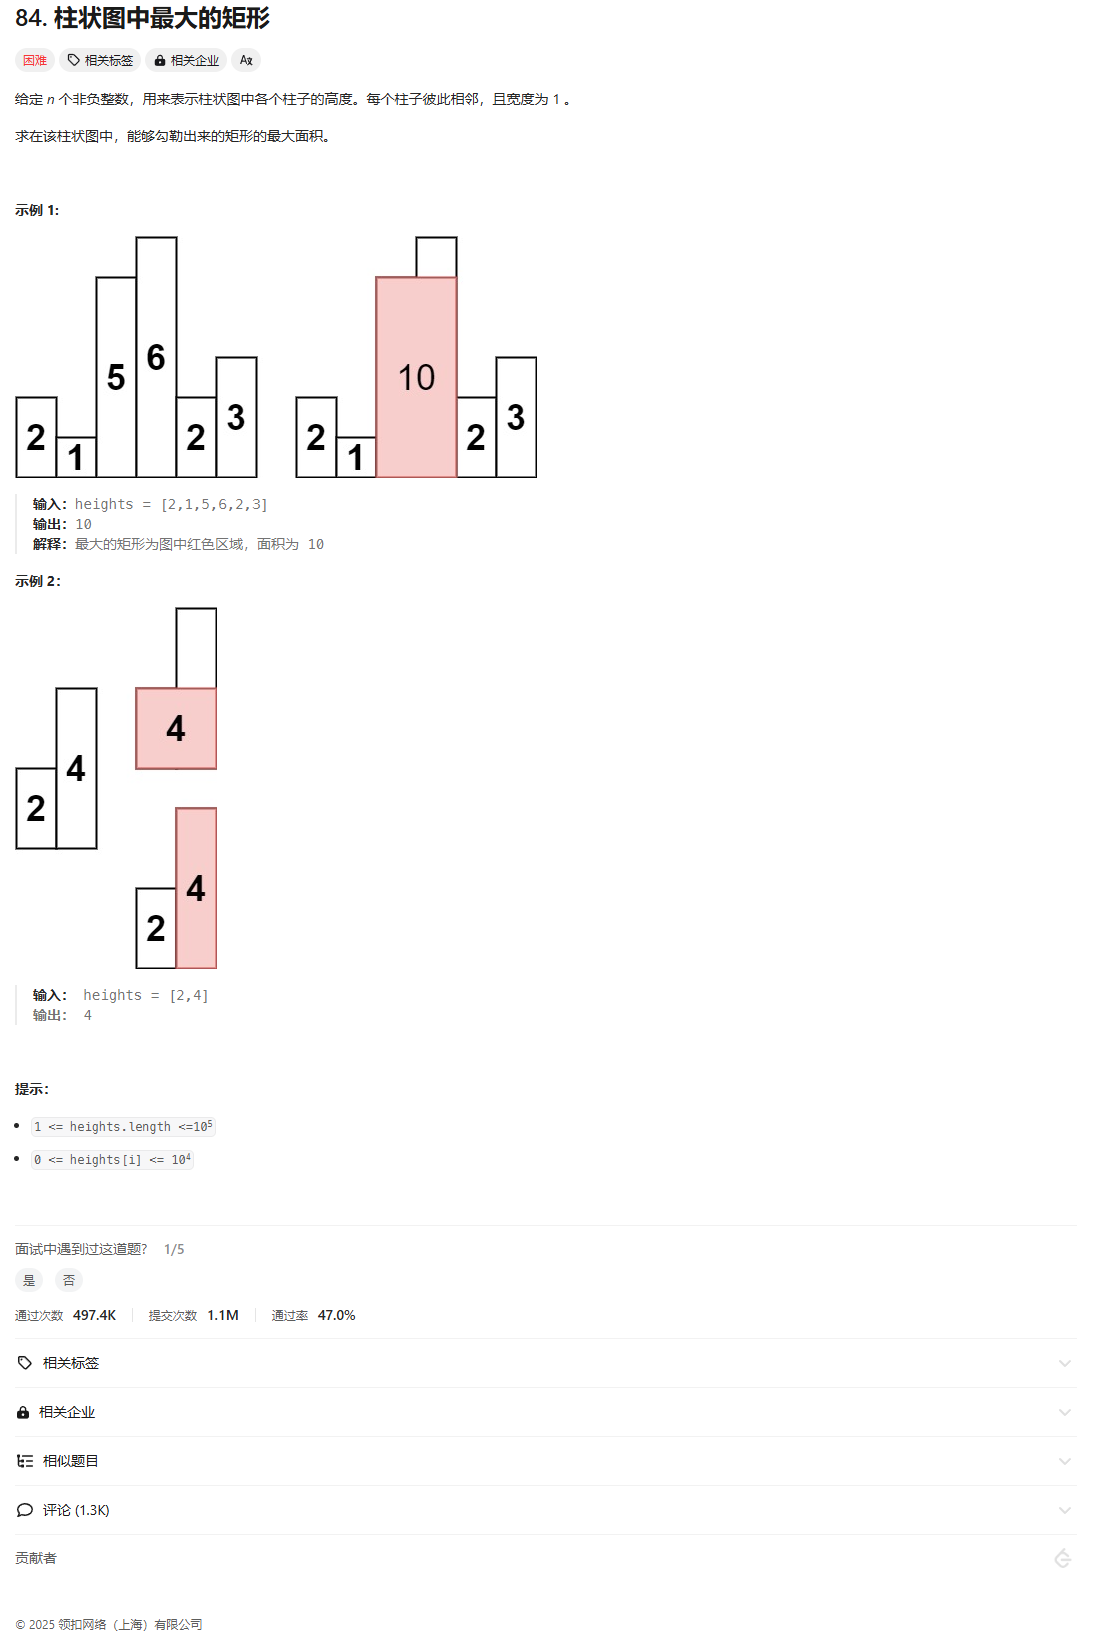 84. 柱状图中最大的矩形
困难 相关标签 相关企业 A文
给定 n 个非负整数，用来表示柱状图中各个柱子的高度。每个柱子彼此相邻，且宽度为 1 。
求在该柱状图中，能够勾勒出来的矩形的最大面积。
示例 1:
2 1 5 6 2 3
2 1 10 2 3
输入：heights = [2,1,5,6,2,3]
输出：10
解释：最大的矩形为图中红色区域，面积为 10
示例 2：
2 4
4
2 4
输入： heights = [2,4]
输出： 4
提示：
1 <= heights.length <=10⁵
0 <= heights[i] <= 10⁴
面试中遇到过这道题? 1/5
是 否
通过次数 497.4K 提交次数 1.1M 通过率 47.0%
相关标签
相关企业
相似题目
评论 (1.3K)
贡献者
© 2025 领扣网络（上海）有限公司